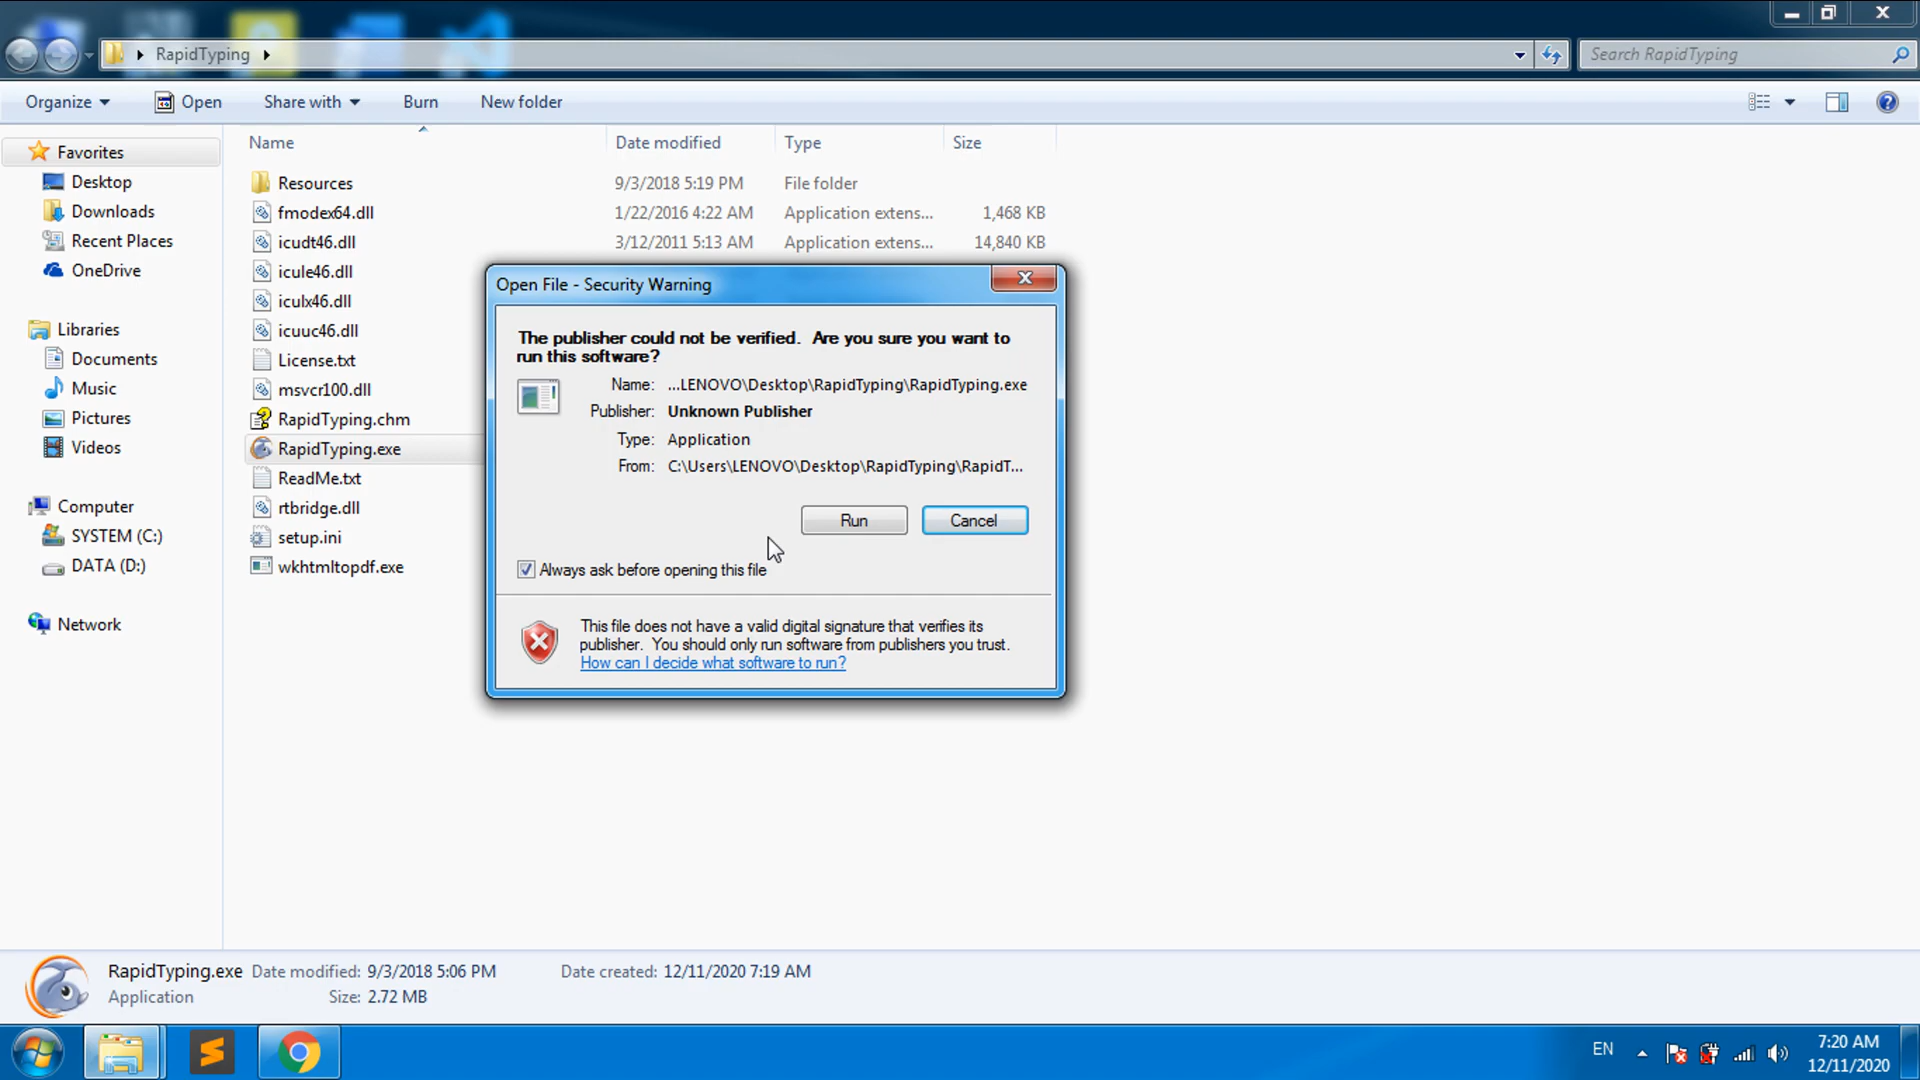 RapidTyping
Search RapidTyping
Organize
Open
Share with
Burn
New folder
Name
Date modified
Type
Size
Favorites
Desktop
Downloads
Recent Places
OneDrive
Libraries
Documents
Music
Pictures
Videos
Computer
SYSTEM (C:)
DATA (D:)
Network
Resources 9/3/2018 5:19 PM File folder
fmodex64.dll 1/22/2016 4:22 AM Application extens... 1,468 KB
icudt46.dll 3/12/2011 5:13 AM Application extens... 14,840 KB
icule46.dll
iculx46.dll
icuuc46.dll
License.txt
msvcr100.dll
RapidTyping.chm
RapidTyping.exe
ReadMe.txt
rtbridge.dll
setup.ini
wkhtmltopdf.exe
Open File - Security Warning
The publisher could not be verified. Are you sure you want to
run this software?
Name: ...LENOVO\Desktop\RapidTyping\RapidTyping.exe
Publisher: Unknown Publisher
Type: Application
From: C:\Users\LENOVO\Desktop\RapidTyping\RapidT...
Run
Cancel
Always ask before opening this file
This file does not have a valid digital signature that verifies its
publisher. You should only run software from publishers you trust.
How can I decide what software to run?
RapidTyping.exe Date modified: 9/3/2018 5:06 PM Date created: 12/11/2020 7:19 AM
Application Size: 2.72 MB
EN
7:20 AM
12/11/2020